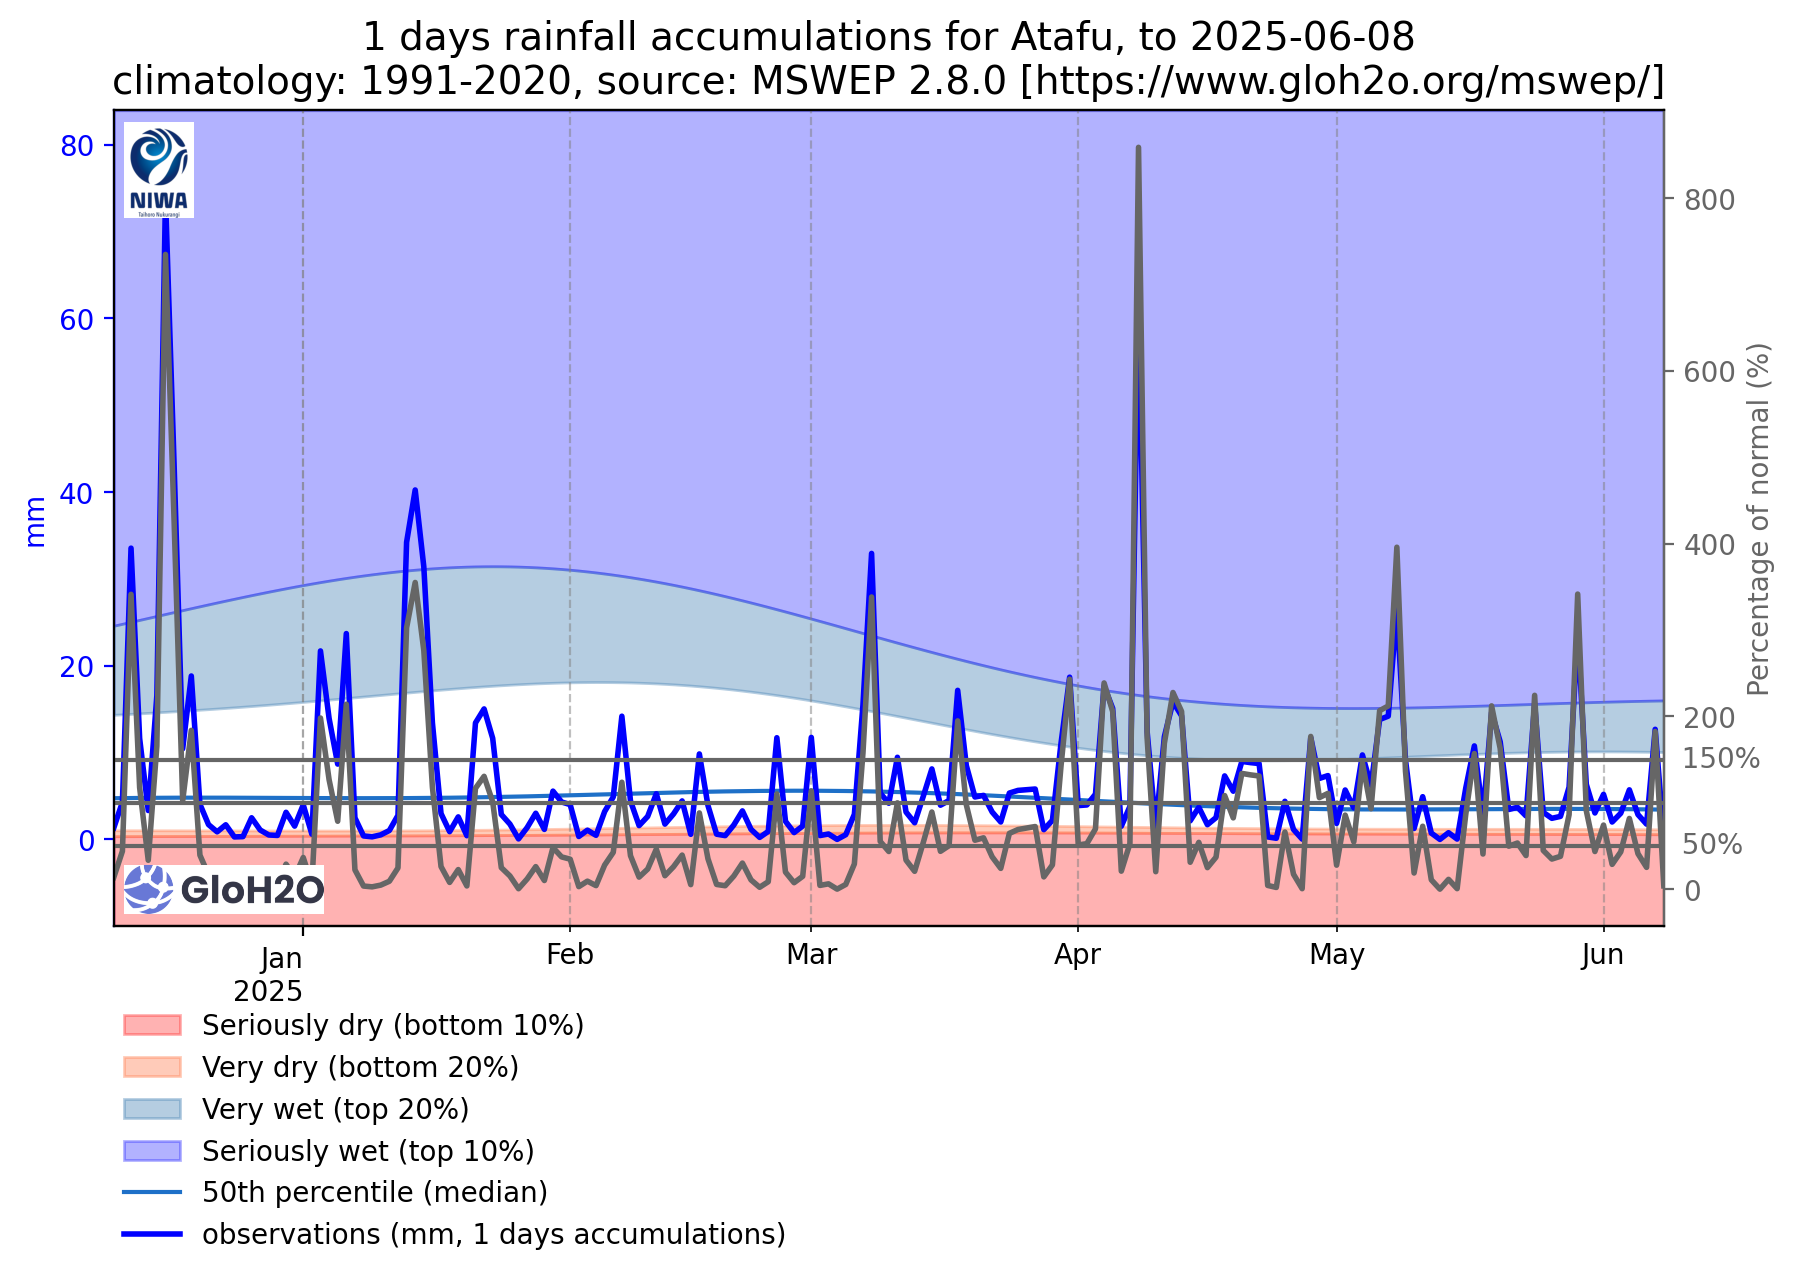 1 days rainfall accumulations for Atafu, to 2025-06-08
climatology: 1991-2020, source: MSWEP 2.8.0 [https://www.gloh2o.org/mswep/]
80
60
40
20
0
mm
NIWA
Taihoro Nukurangi
GloH2O
800
600
400
200
150%
50%
0
Percentage of normal (%)
Jan
2025
Feb
Mar
Apr
May
Jun
Seriously dry (bottom 10%)
Very dry (bottom 20%)
Very wet (top 20%)
Seriously wet (top 10%)
50th percentile (median)
observations (mm, 1 days accumulations)